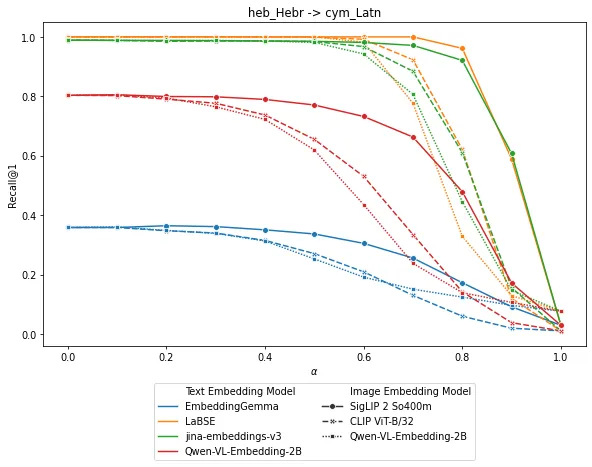 heb_Hebr -> cym_Latn
Recall@1
1.0
0.8
0.6
0.4
0.2
0.0
0.0 0.2 0.4 0.6 0.8 1.0
α
Text Embedding Model
EmbeddingGemma
LaBSE
jina-embeddings-v3
Qwen-VL-Embedding-2B
Image Embedding Model
SigLIP 2 So400m
CLIP ViT-B/32
Qwen-VL-Embedding-2B